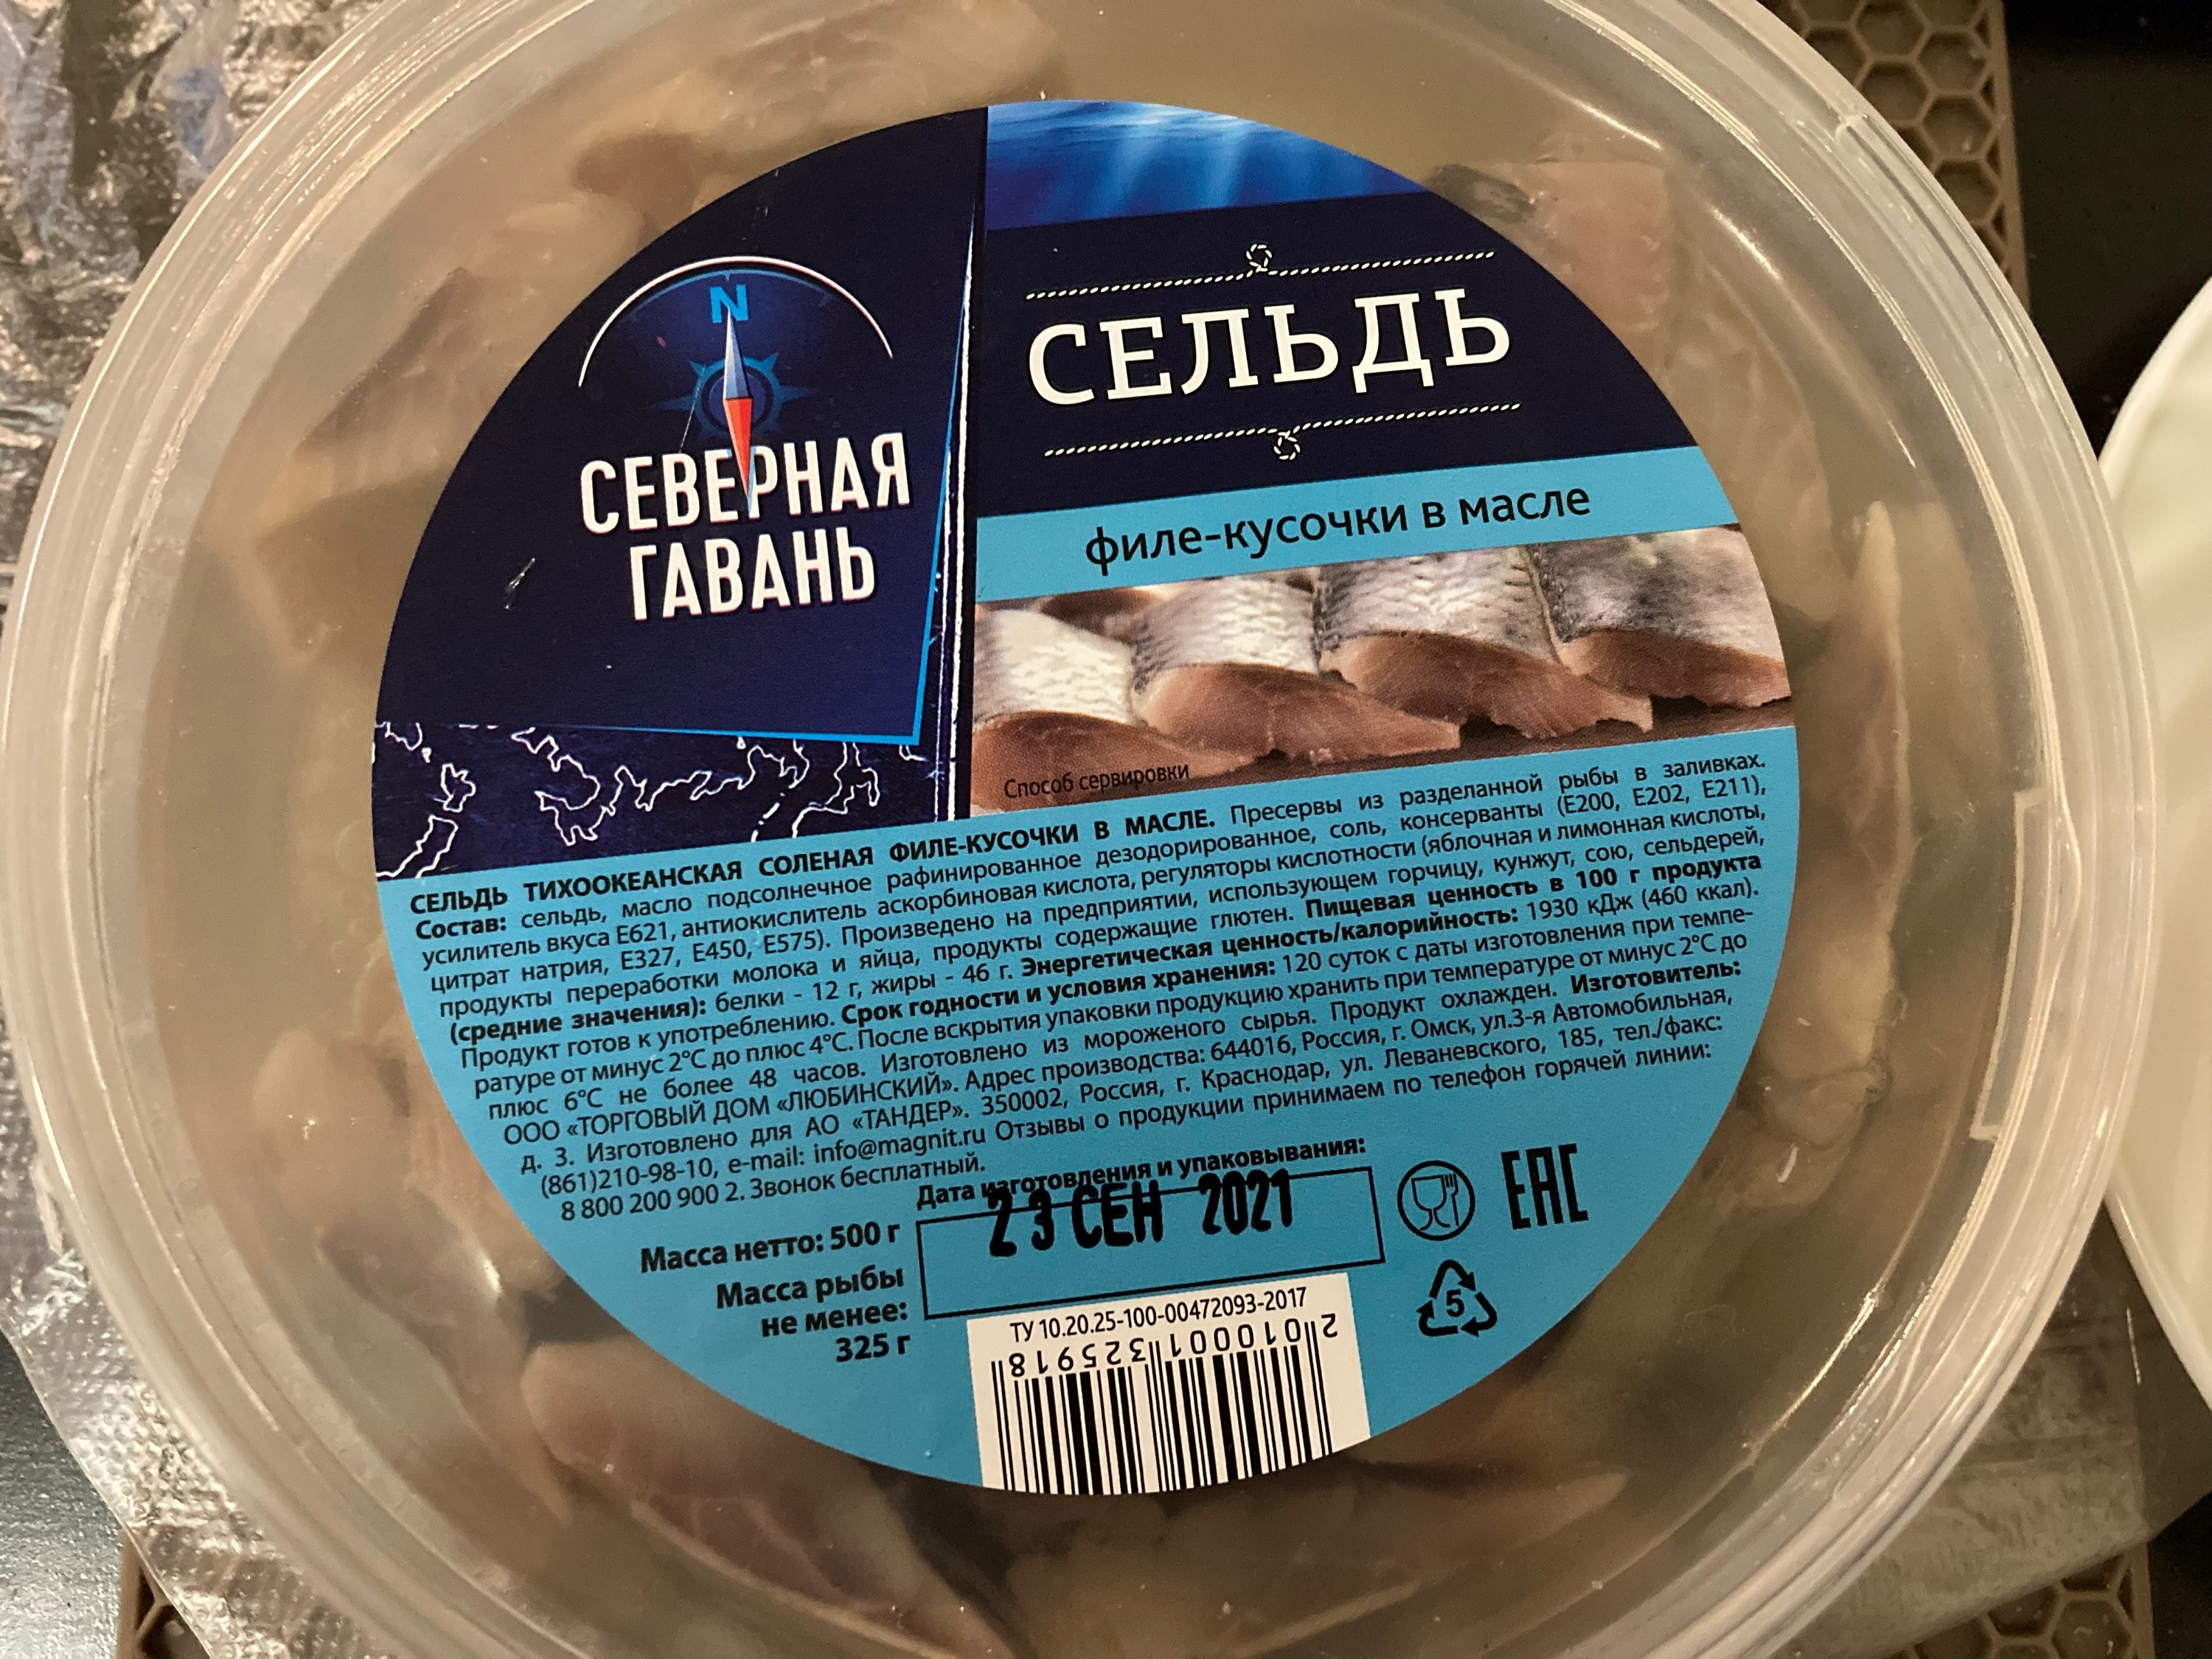 N
СЕВЕРНАЯ
ГАВАНЬ
СЕЛЬДЬ
филе-кусочки в масле
Способ сервировки
СЕЛЬДЬ ТИХООКЕАНСКАЯ СОЛЕНАЯ ФИЛЕ-КУСОЧКИ В МАСЛЕ. Пресервы из разделанной рыбы в заливках.
Состав: сельдь, масло подсолнечное рафинированное дезодорированное, соль, консерванты (Е200, Е202, Е211),
усилитель вкуса Е621, антиокислитель аскорбиновая кислота, регуляторы кислотности (яблочная и лимонная кислоты,
цитрат натрия, Е327, Е450, Е575). Произведено на предприятии, использующем горчицу, кунжут, сою, сельдерей,
продукты переработки молока и яйца, продукты содержащие глютен. Пищевая ценность в 100 г продукта
(средние значения): белки - 12 г, жиры - 46 г. Энергетическая ценность/калорийность: 1930 кДж (460 ккал).
Продукт готов к употреблению. Срок годности и условия хранения: 120 суток с даты изготовления при темпе-
ратуре от минус 2°С до плюс 4°С. После вскрытия упаковки продукцию хранить при температуре от минус 2°С до
плюс 6°С не более 48 часов. Изготовлено из мороженого сырья. Продукт охлажден. Изготовитель:
ООО «ТОРГОВЫЙ ДОМ «ЛЮБИНСКИЙ». Адрес производства: 644016, Россия, г. Омск, ул.3-я Автомобильная,
д. 3. Изготовлено для АО «ТАНДЕР». 350002, Россия, г. Краснодар, ул. Леваневского, 185, тел./факс:
(861)210-98-10, e-mail: info@magnit.ru Отзывы о продукции принимаем по телефон горячей линии:
8 800 200 900 2. Звонок бесплатный.
Дата изготовления и упаковывания:
23 СЕН 2021
Масса нетто: 500 г
Масса рыбы
не менее:
325 г
EAC
5
ТУ 10.20.25-100-00472093-2017
2 010001 325918